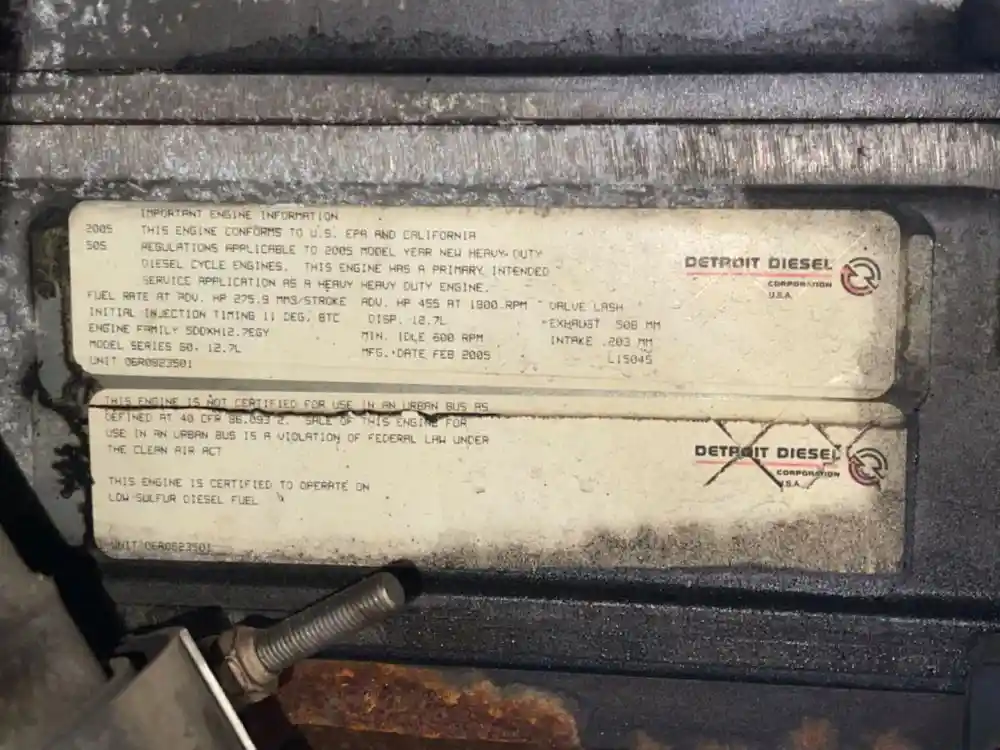 IMPORTANT ENGINE INFORMATION
2005 THIS ENGINE CONFORMS TO U.S. EPA AND CALIFORNIA
50S REGULATIONS APPLICABLE TO 2005 MODEL YEAR NEW HEAVY DUTY
DIESEL CYCLE ENGINES. THIS ENGINE HAS A PRIMARY INTENDED
SERVICE APPLICATION AS A HEAVY HEAVY DUTY ENGINE.
FUEL RATE AT ADV. HP 275.9 MM3/STROKE ADV. HP 455 AT 1800 RPM VALVE LASH
INITIAL INJECTION TIMING 11 DEG. BTC DISP. 12.7L EXHAUST .508 MM
ENGINE FAMILY 5DDXH12.7EGY MIN. IDLE 600 RPM INTAKE .203 MM
MODEL SERIES 60, 12.7L MFG. DATE FEB 2005 L15045
UNIT 06R0823501
DETROIT DIESEL
CORPORATION
U.S.A.
THIS ENGINE IS NOT CERTIFIED FOR USE IN AN URBAN BUS AS
DEFINED AT 40 CFR 86.093 2. SALE OF THIS ENGINE FOR
USE IN AN URBAN BUS IS A VIOLATION OF FEDERAL LAW UNDER
THE CLEAN AIR ACT
THIS ENGINE IS CERTIFIED TO OPERATE ON
LOW SULFUR DIESEL FUEL
UNIT 06R0823501
DETROIT DIESEL
CORPORATION
U.S.A.